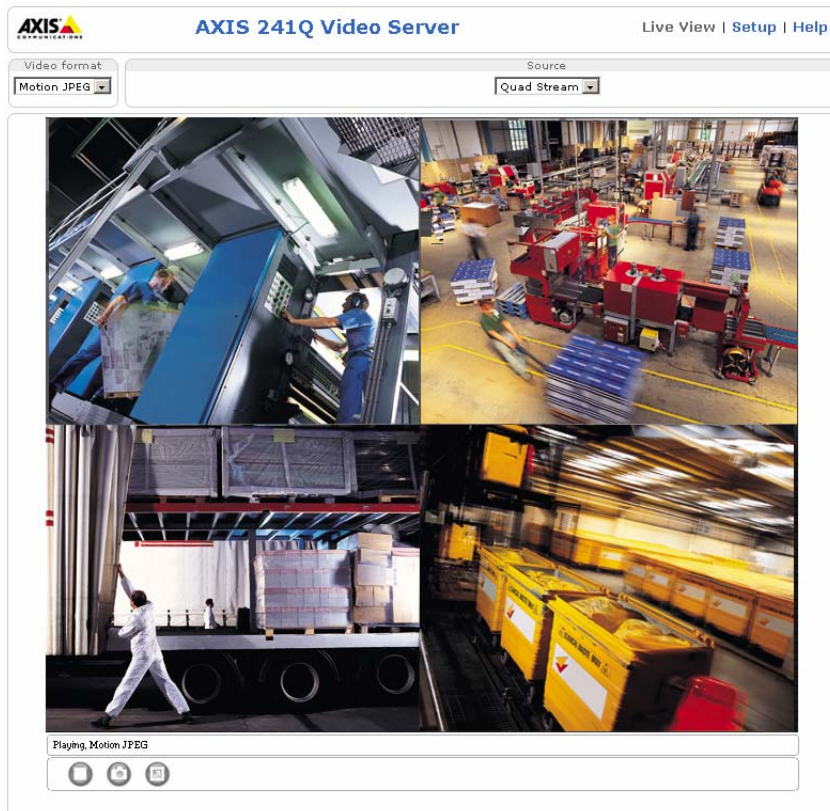 AXIS
COMMUNICATIONS
AXIS 241Q Video Server
Live View | Setup | Help
Video format
Source
Motion JPEG
Quad Stream
Playing, Motion JPEG